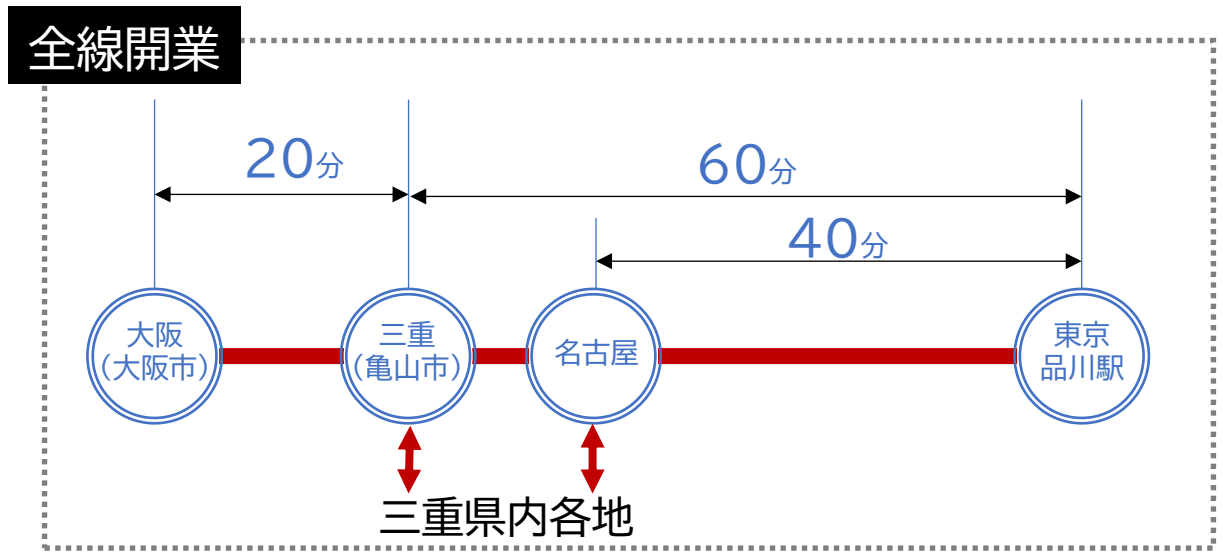 全線開業
20分
60分
40分
大阪
(大阪市)
三重
(亀山市)
名古屋
東京
品川駅
三重県内各地